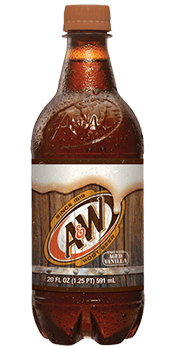 SINCE 1919
A&W
ROOT BEER
AGED
VANILLA
20 FL OZ (1.25 PT) 591 mL